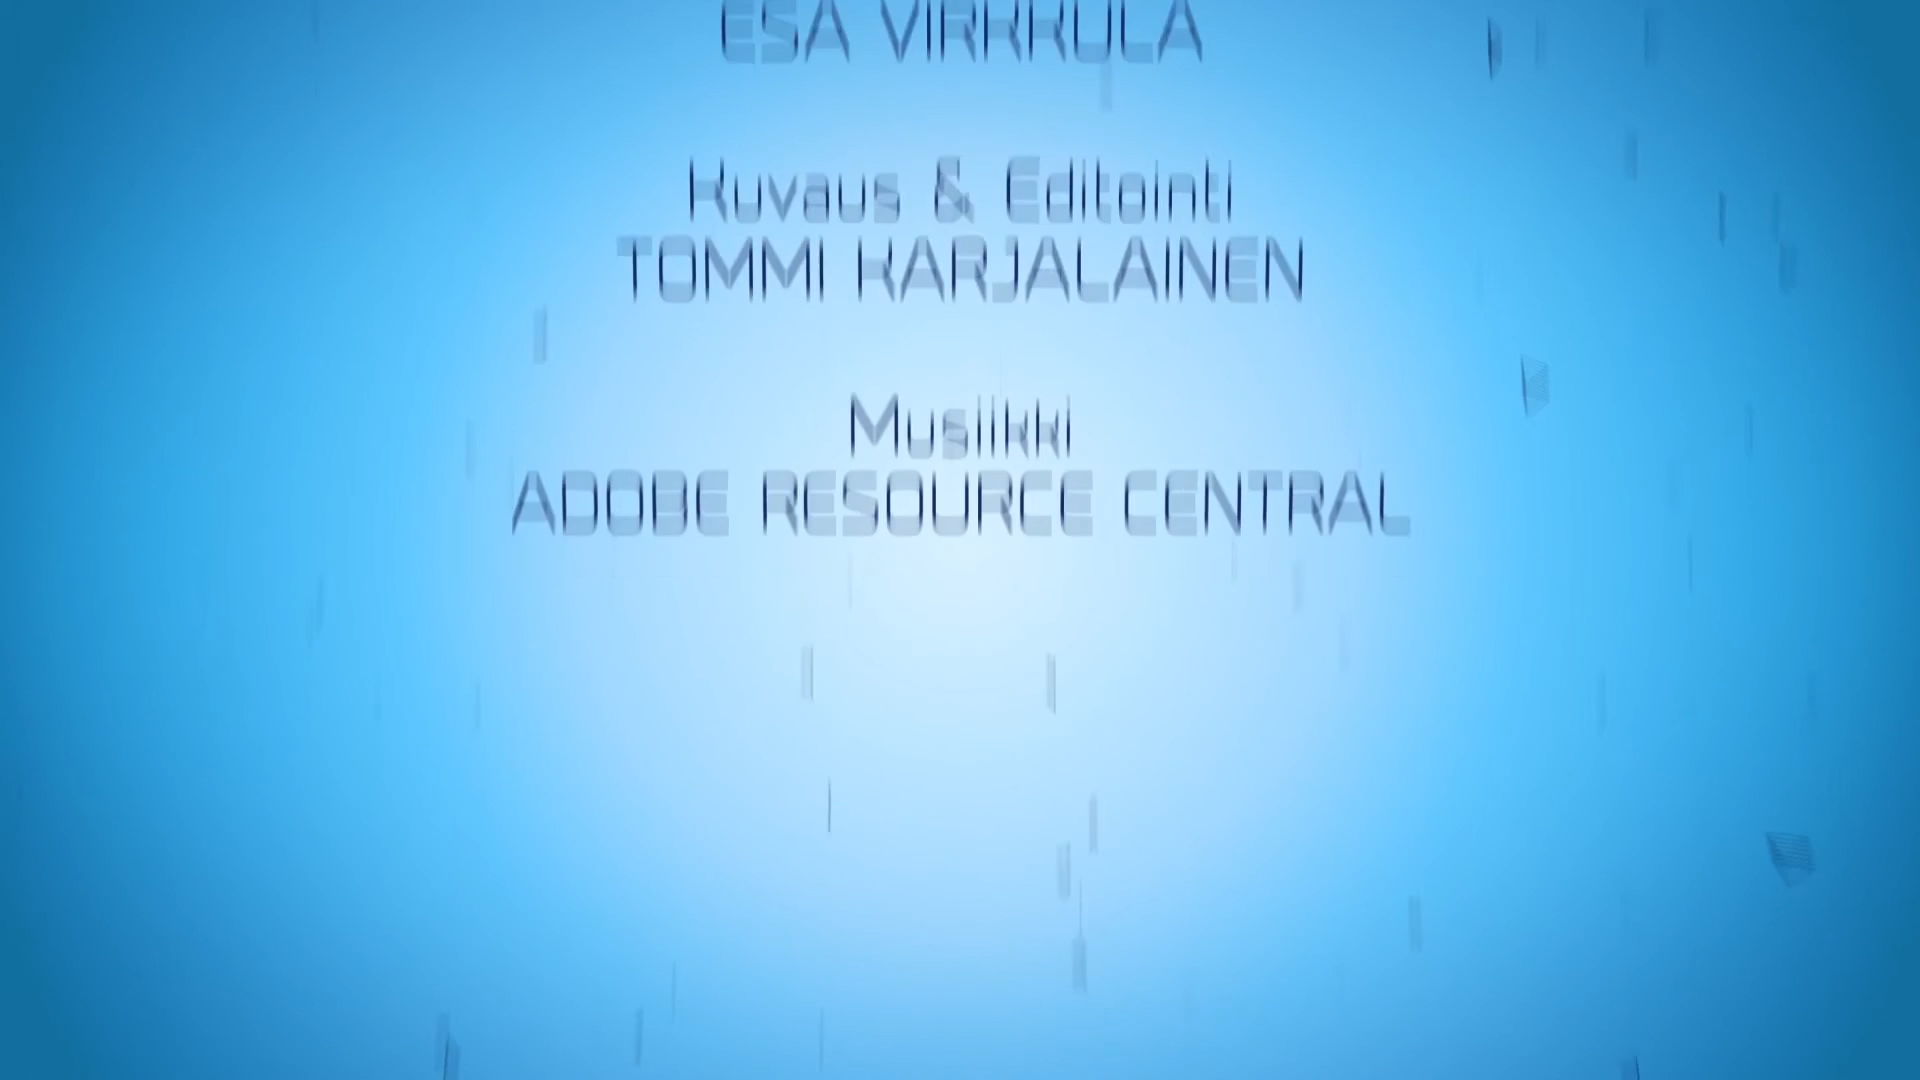 ESA VIRKKULA
Kuvaus & Editointi
TOMMI KARJALAINEN
Musiikki
ADOBE RESOURCE CENTRAL